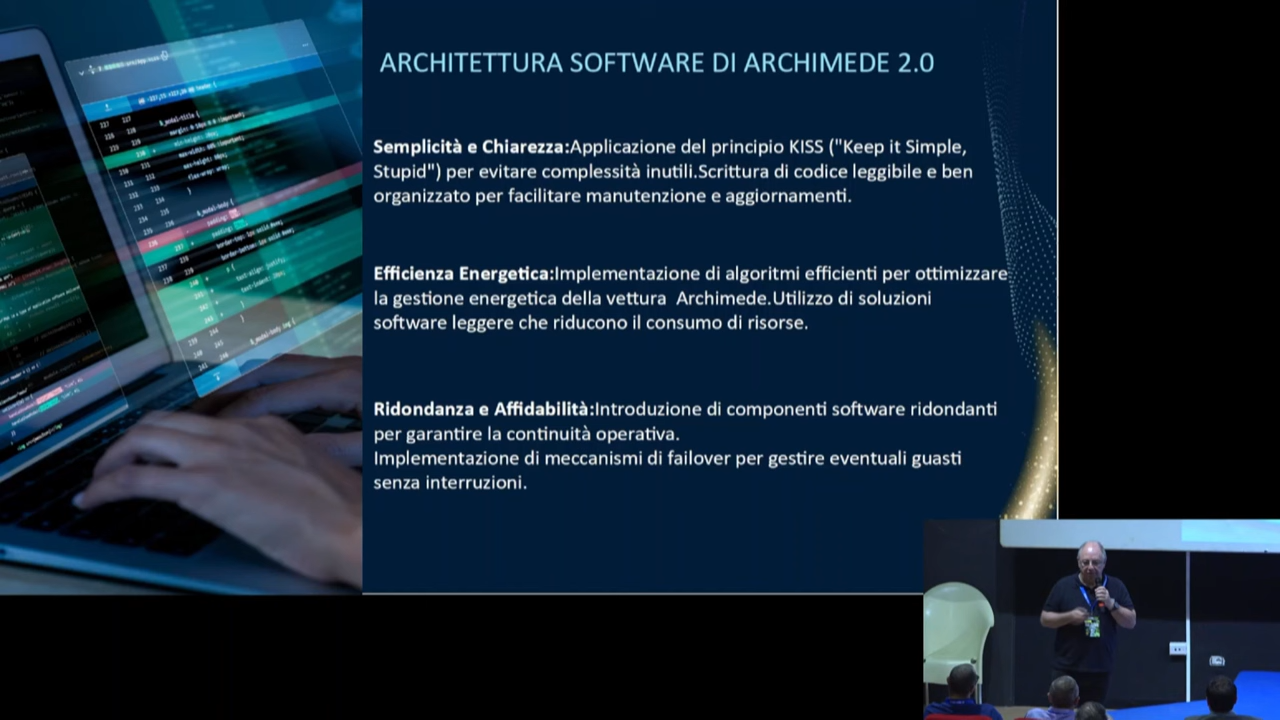 ARCHITETTURA SOFTWARE DI ARCHIMEDE 2.0
Semplicità e Chiarezza:Applicazione del principio KISS ("Keep it Simple,
Stupid") per evitare complessità inutili.Scrittura di codice leggibile e ben
organizzato per facilitare manutenzione e aggiornamenti.
Efficienza Energetica:Implementazione di algoritmi efficienti per ottimizzare
la gestione energetica della vettura  Archimede.Utilizzo di soluzioni
software leggere che riducono il consumo di risorse.
Ridondanza e Affidabilità:Introduzione di componenti software ridondanti
per garantire la continuità operativa.
Implementazione di meccanismi di failover per gestire eventuali guasti
senza interruzioni.